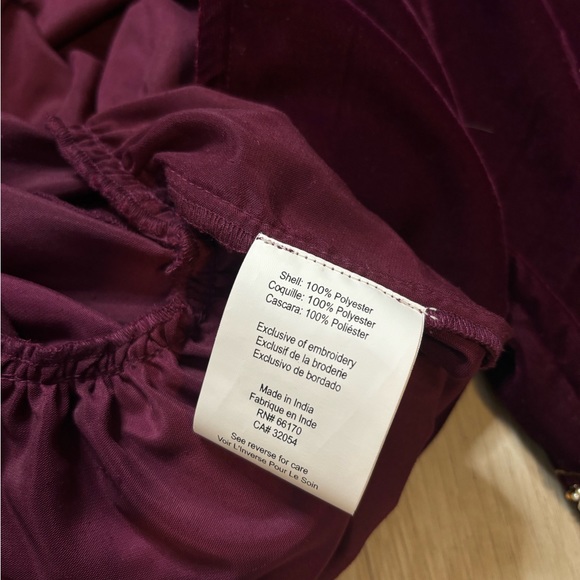 Shell: 100% Polyester
Coquille: 100% Polyester
Cascara: 100% Poliéster
Exclusive of embroidery
Exclusif de la broderie
Exclusivo de bordado
Made in India
Fabrique en Inde
RN# 66170
CA# 32054
See reverse for care
Voir L'Inverse Pour Le Soin